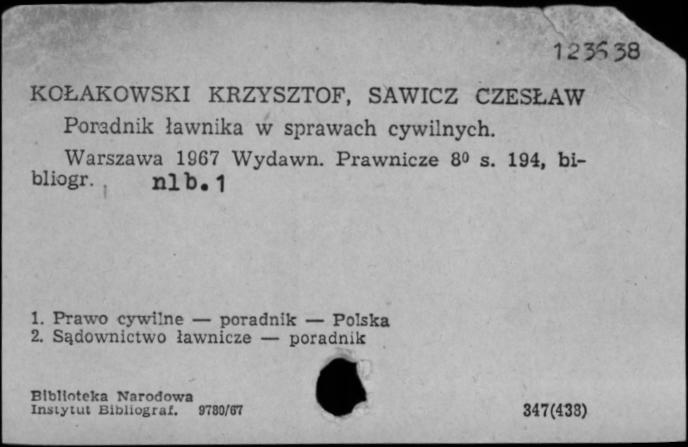 123638
KOŁAKOWSKI KRZYSZTOF, SAWICZ CZESŁAW
Poradnik ławnika w sprawach cywilnych.
Warszawa 1967 Wydawn. Prawnicze 8⁰ s. 194, bi-
bliogr. , nlb. 1
1. Prawo cywilne — poradnik — Polska
2. Sądownictwo ławnicze — poradnik
Biblioteka Narodowa
Instytut Bibliograf. 9780/67 347(438)